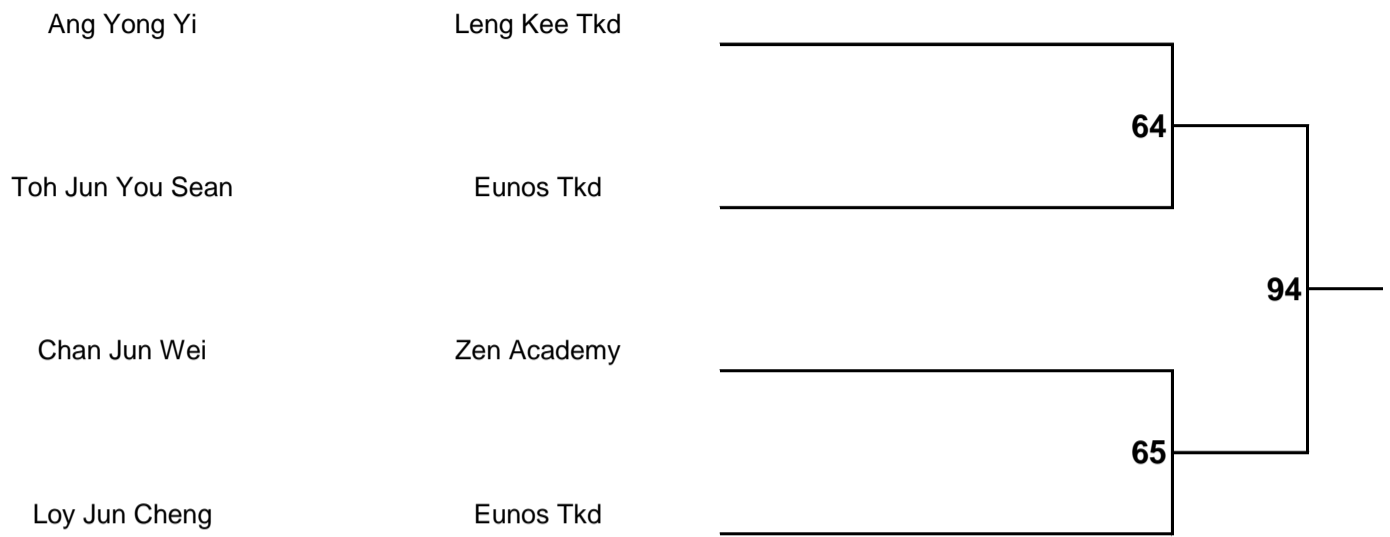 Ang Yong Yi Leng Kee Tkd
64
Toh Jun You Sean Eunos Tkd
94
Chan Jun Wei Zen Academy
65
Loy Jun Cheng Eunos Tkd